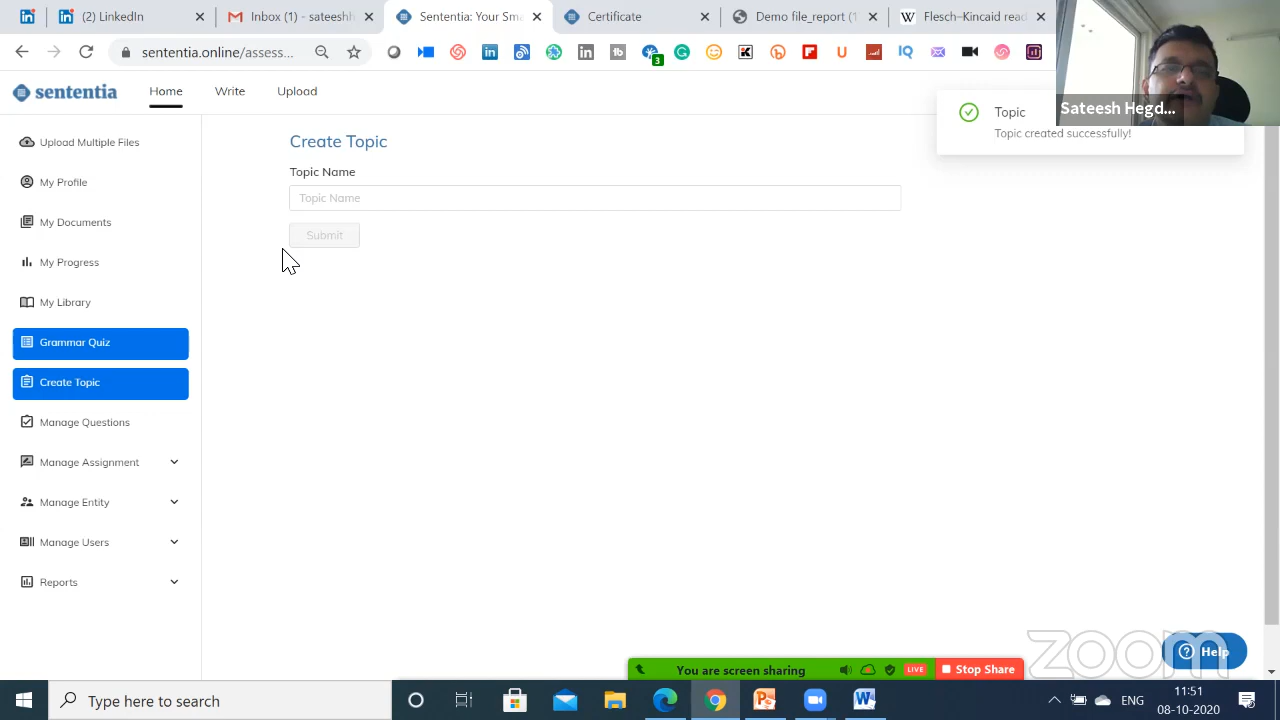 (2) LinkedIn
Inbox (1) - sateeshh
Sententia: Your Sma
Certificate
Demo file_report (1
Flesch–Kincaid read
sententia.online/assess...
3
sententia
Home
Write
Upload
Topic
Topic created successfully!
Sateesh Hegd...
Upload Multiple Files
My Profile
My Documents
My Progress
My Library
Grammar Quiz
Create Topic
Manage Questions
Manage Assignment
Manage Entity
Manage Users
Reports
Create Topic
Topic Name
Topic Name
Submit
zoom
Help
You are screen sharing
LIVE
Stop Share
Type here to search
ENG
11:51
08-10-2020